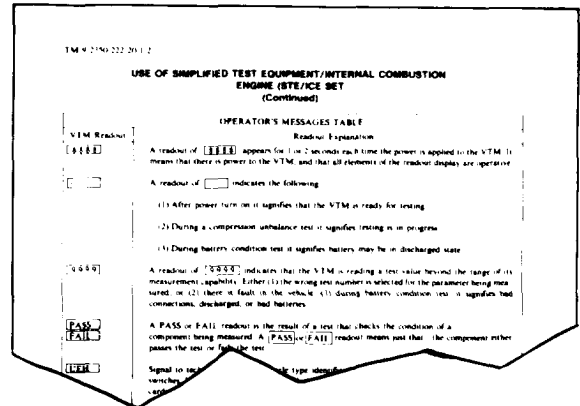 TM 9-2350-222-20-1-2
USE OF SIMPLIFIED TEST EQUIPMENT/INTERNAL COMBUSTION
ENGINE (STE/ICE SET
(Continued)
OPERATOR'S MESSAGES TABLE
VTM Readout Readout Explanation
8888 A readout of 8888 appears for 1 or 2 seconds each time the power is applied to the VTM. It
means that there is power to the VTM, and that all elements of the readout display are operative
A readout of indicates the following
(1) After power turn on it signifies that the VTM is ready for testing
(2) During a compression unbalance test it signifies testing is in progress
(3) During battery condition test it signifies battery may be in discharged state
9999 A readout of 9999 indicates that the VTM is reading a test value beyond the range of its
measurement capability. Either (1) the wrong test number is selected for the parameter being mea
sured, or (2) there is fault in the vehicle. (3) during battery condition test it signifies bad
connections, discharged, or bad batteries
PASS A PASS or FAIL readout is the result of a test that checks the condition of a
FAIL component being measured. A PASS or FAIL readout means just that the component either
passes the test or fails the test
Signal to type
switches